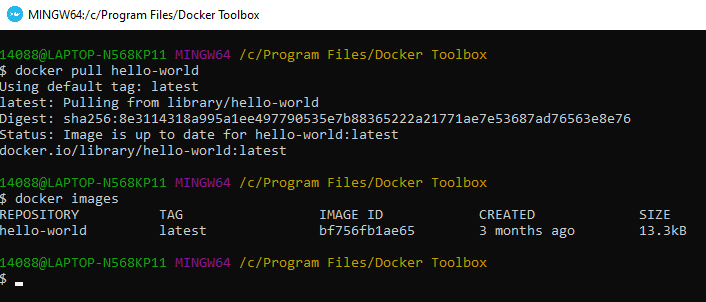 MINGW64:/c/Program Files/Docker Toolbox
14088@LAPTOP-N568KP11 MINGW64 /c/Program Files/Docker Toolbox
$ docker pull hello-world
Using default tag: latest
latest: Pulling from library/hello-world
Digest: sha256:8e3114318a995a1ee497790535e7b88365222a21771ae7e53687ad76563e8e76
Status: Image is up to date for hello-world:latest
docker.io/library/hello-world:latest
14088@LAPTOP-N568KP11 MINGW64 /c/Program Files/Docker Toolbox
$ docker images
REPOSITORY          TAG                 IMAGE ID            CREATED             SIZE
hello-world         latest              bf756fb1ae65        3 months ago        13.3kB
14088@LAPTOP-N568KP11 MINGW64 /c/Program Files/Docker Toolbox
$